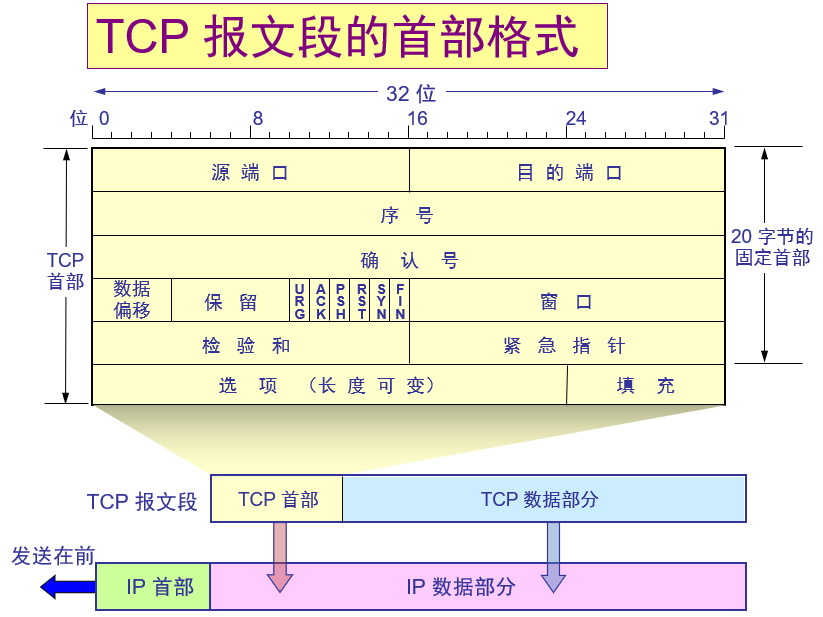 TCP 报文段的首部格式
32 位
位 0 8 16 24 31
源 端 口 目 的 端 口
序 号
TCP
首部
确 认 号
20 字节的
固定首部
数据
偏移
保 留
URG
ACK
PSH
RST
SYN
FIN
窗 口
检 验 和 紧 急 指 针
选 项 (长 度 可 变) 填 充
TCP 报文段 TCP 首部 TCP 数据部分
发送在前
IP 首部 IP 数据部分